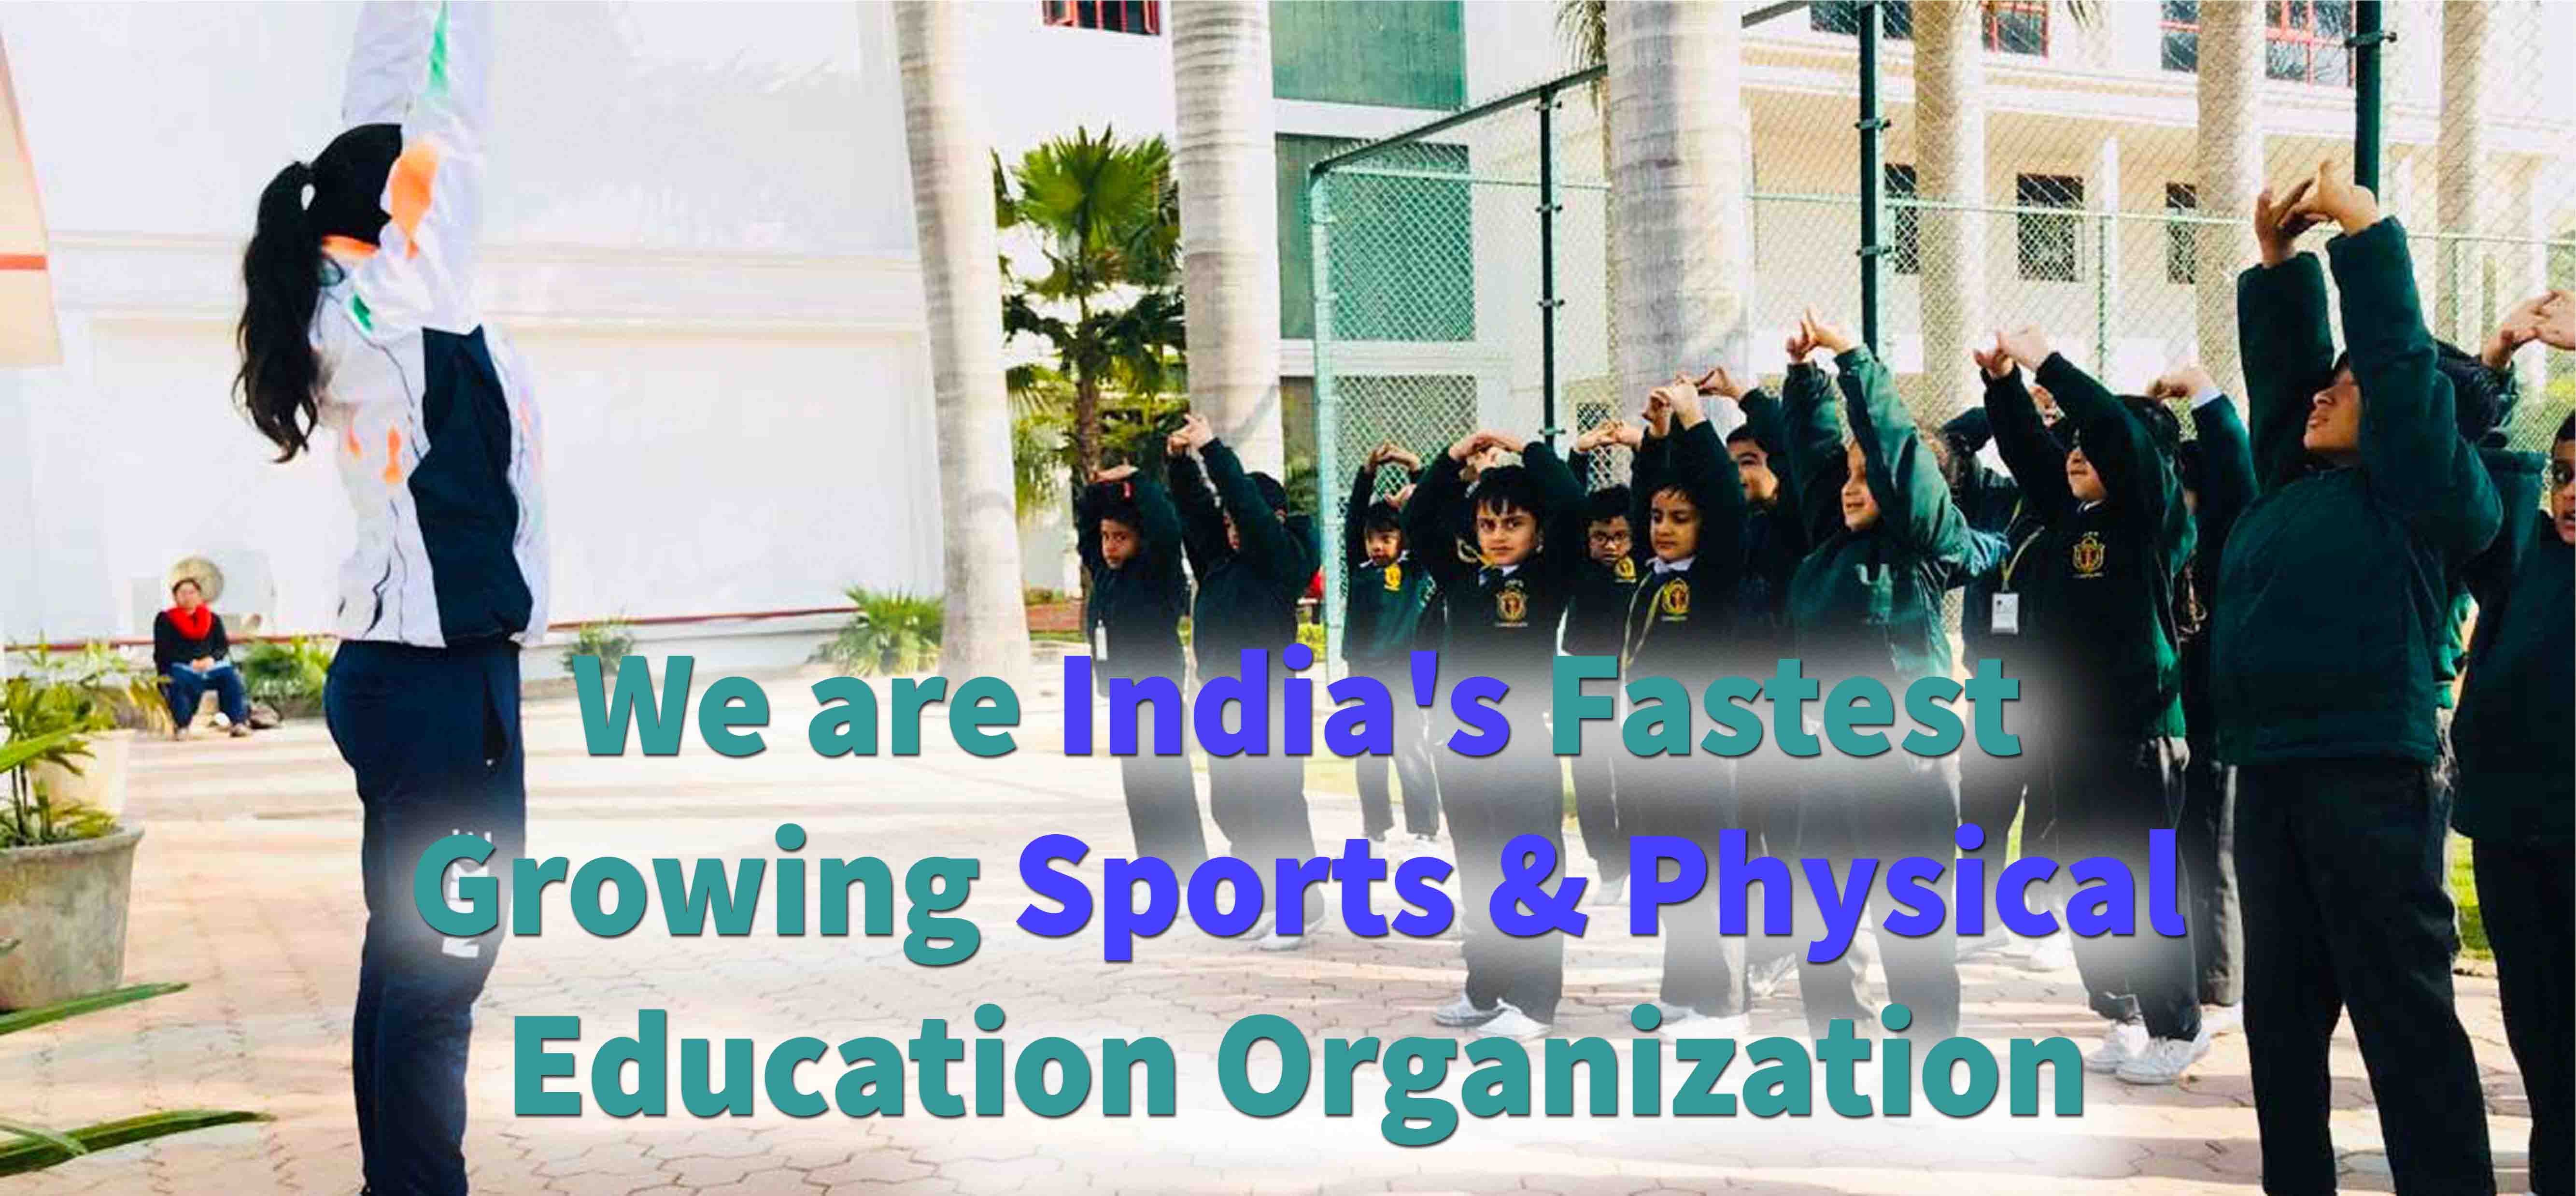 We are India's Fastest
Growing Sports & Physical
Education Organization